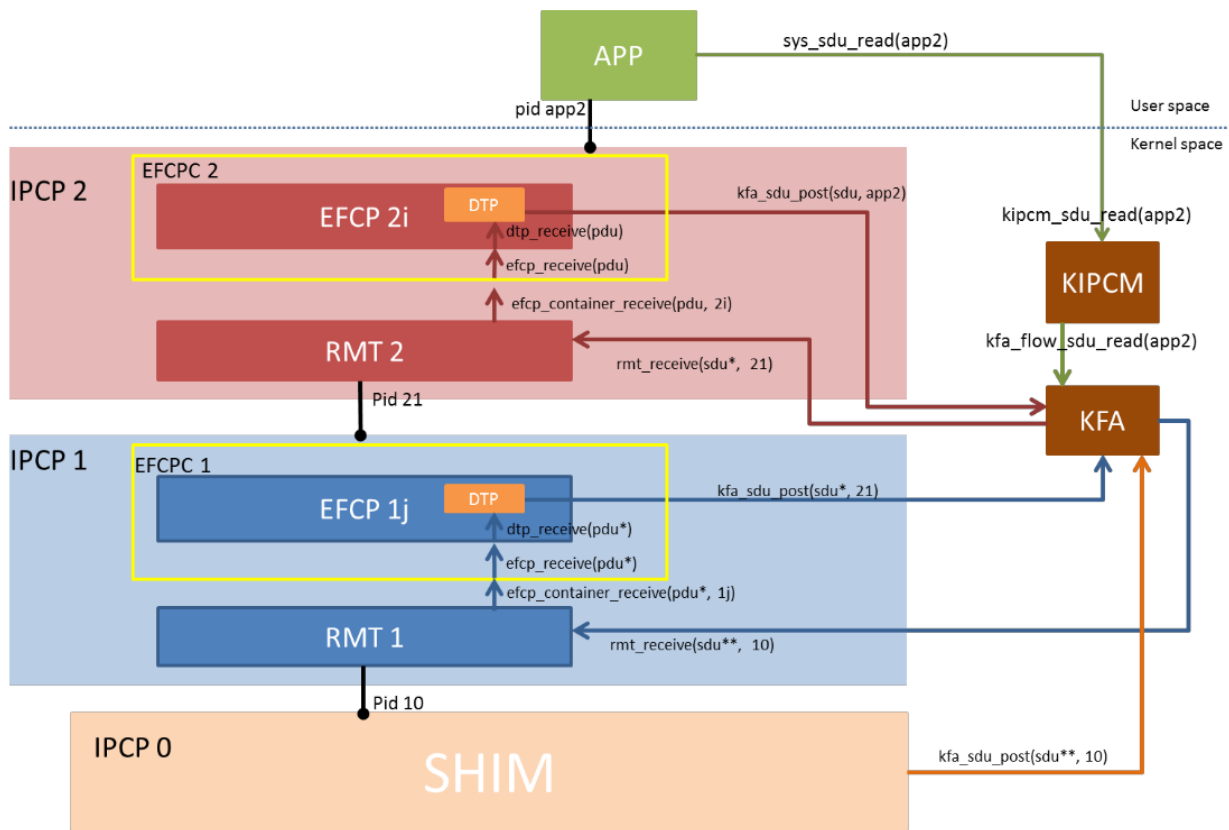 APP
sys_sdu_read(app2)
pid app2
User space
Kernel space
IPCP 2
EFCPC 2
EFCP 2i
DTP
kfa_sdu_post(sdu, app2)
dtp_receive(pdu)
kipcm_sdu_read(app2)
efcp_receive(pdu)
KIPCM
efcp_container_receive(pdu, 2i)
RMT 2
kfa_flow_sdu_read(app2)
rmt_receive(sdu*, 21)
Pid 21
KFA
IPCP 1
EFCPC 1
EFCP 1j
DTP
kfa_sdu_post(sdu*, 21)
dtp_receive(pdu*)
efcp_receive(pdu*)
efcp_container_receive(pdu*, 1j)
RMT 1
rmt_receive(sdu**, 10)
Pid 10
IPCP 0
SHIM
kfa_sdu_post(sdu**, 10)